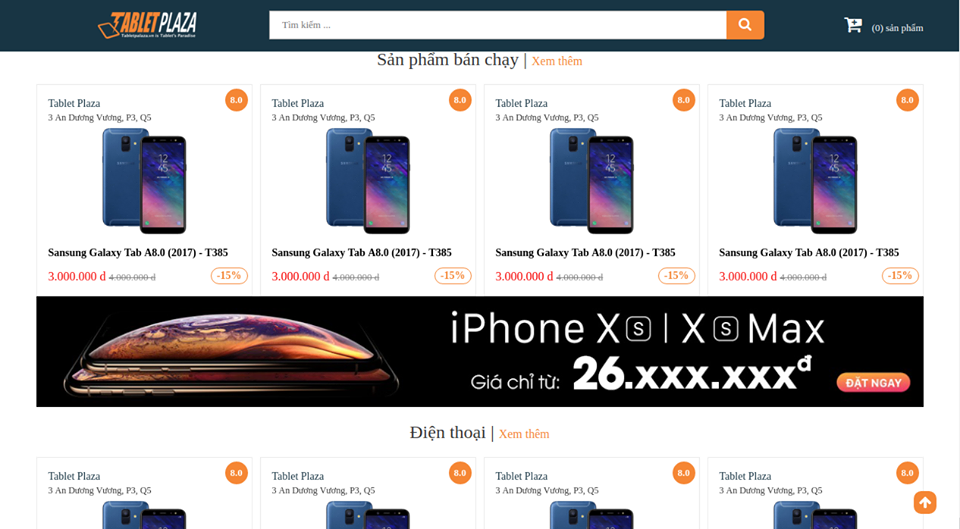 TABLETPLAZA
Tabletplaza.vn is Tablet's Paradise
Tìm kiếm ...
(0) sản phẩm
Sản phẩm bán chạy | Xem thêm
Tablet Plaza
8.0
3 An Dương Vương, P3, Q5
Sansung Galaxy Tab A8.0 (2017) - T385
3.000.000 đ 4.000.000 đ
-15%
Tablet Plaza
8.0
3 An Dương Vương, P3, Q5
Sansung Galaxy Tab A8.0 (2017) - T385
3.000.000 đ 4.000.000 đ
-15%
Tablet Plaza
8.0
3 An Dương Vương, P3, Q5
Sansung Galaxy Tab A8.0 (2017) - T385
3.000.000 đ 4.000.000 đ
-15%
Tablet Plaza
8.0
3 An Dương Vương, P3, Q5
Sansung Galaxy Tab A8.0 (2017) - T385
3.000.000 đ 4.000.000 đ
-15%
iPhone XS | XS Max
Giá chỉ từ: 26.xxx.xxxđ
ĐẶT NGAY
Điện thoại | Xem thêm
Tablet Plaza
8.0
3 An Dương Vương, P3, Q5
Tablet Plaza
8.0
3 An Dương Vương, P3, Q5
Tablet Plaza
8.0
3 An Dương Vương, P3, Q5
Tablet Plaza
8.0
3 An Dương Vương, P3, Q5